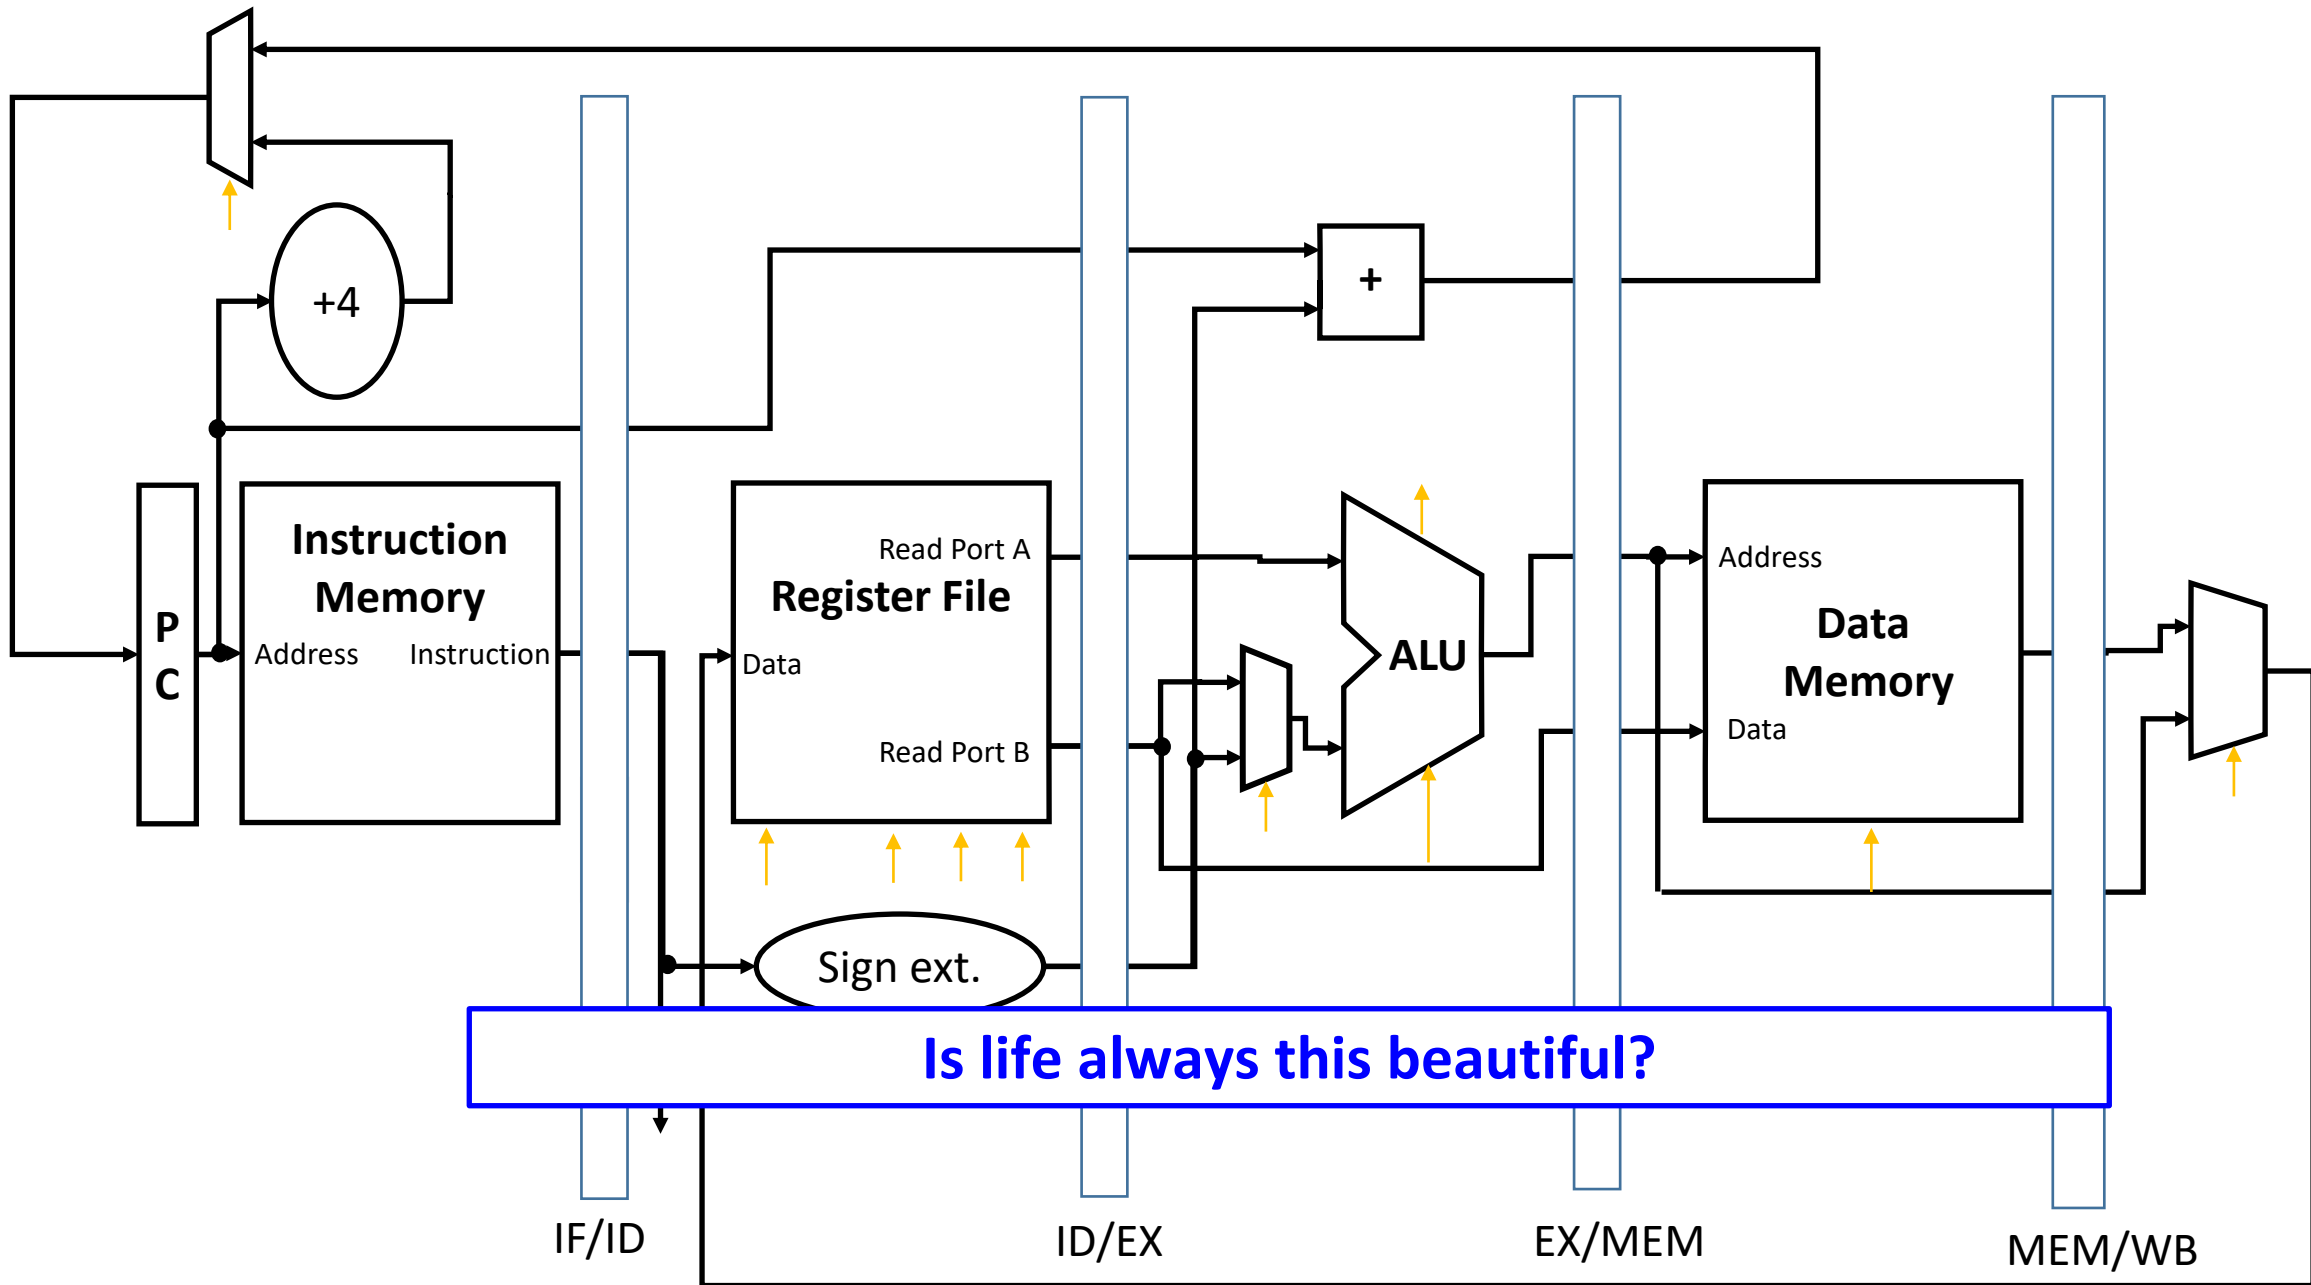 +4
+
P
C
Instruction
Memory
Address
Instruction
Read Port A
Register File
Data
Read Port B
ALU
Address
Data
Memory
Data
Sign ext.
Is life always this beautiful?
IF/ID
ID/EX
EX/MEM
MEM/WB